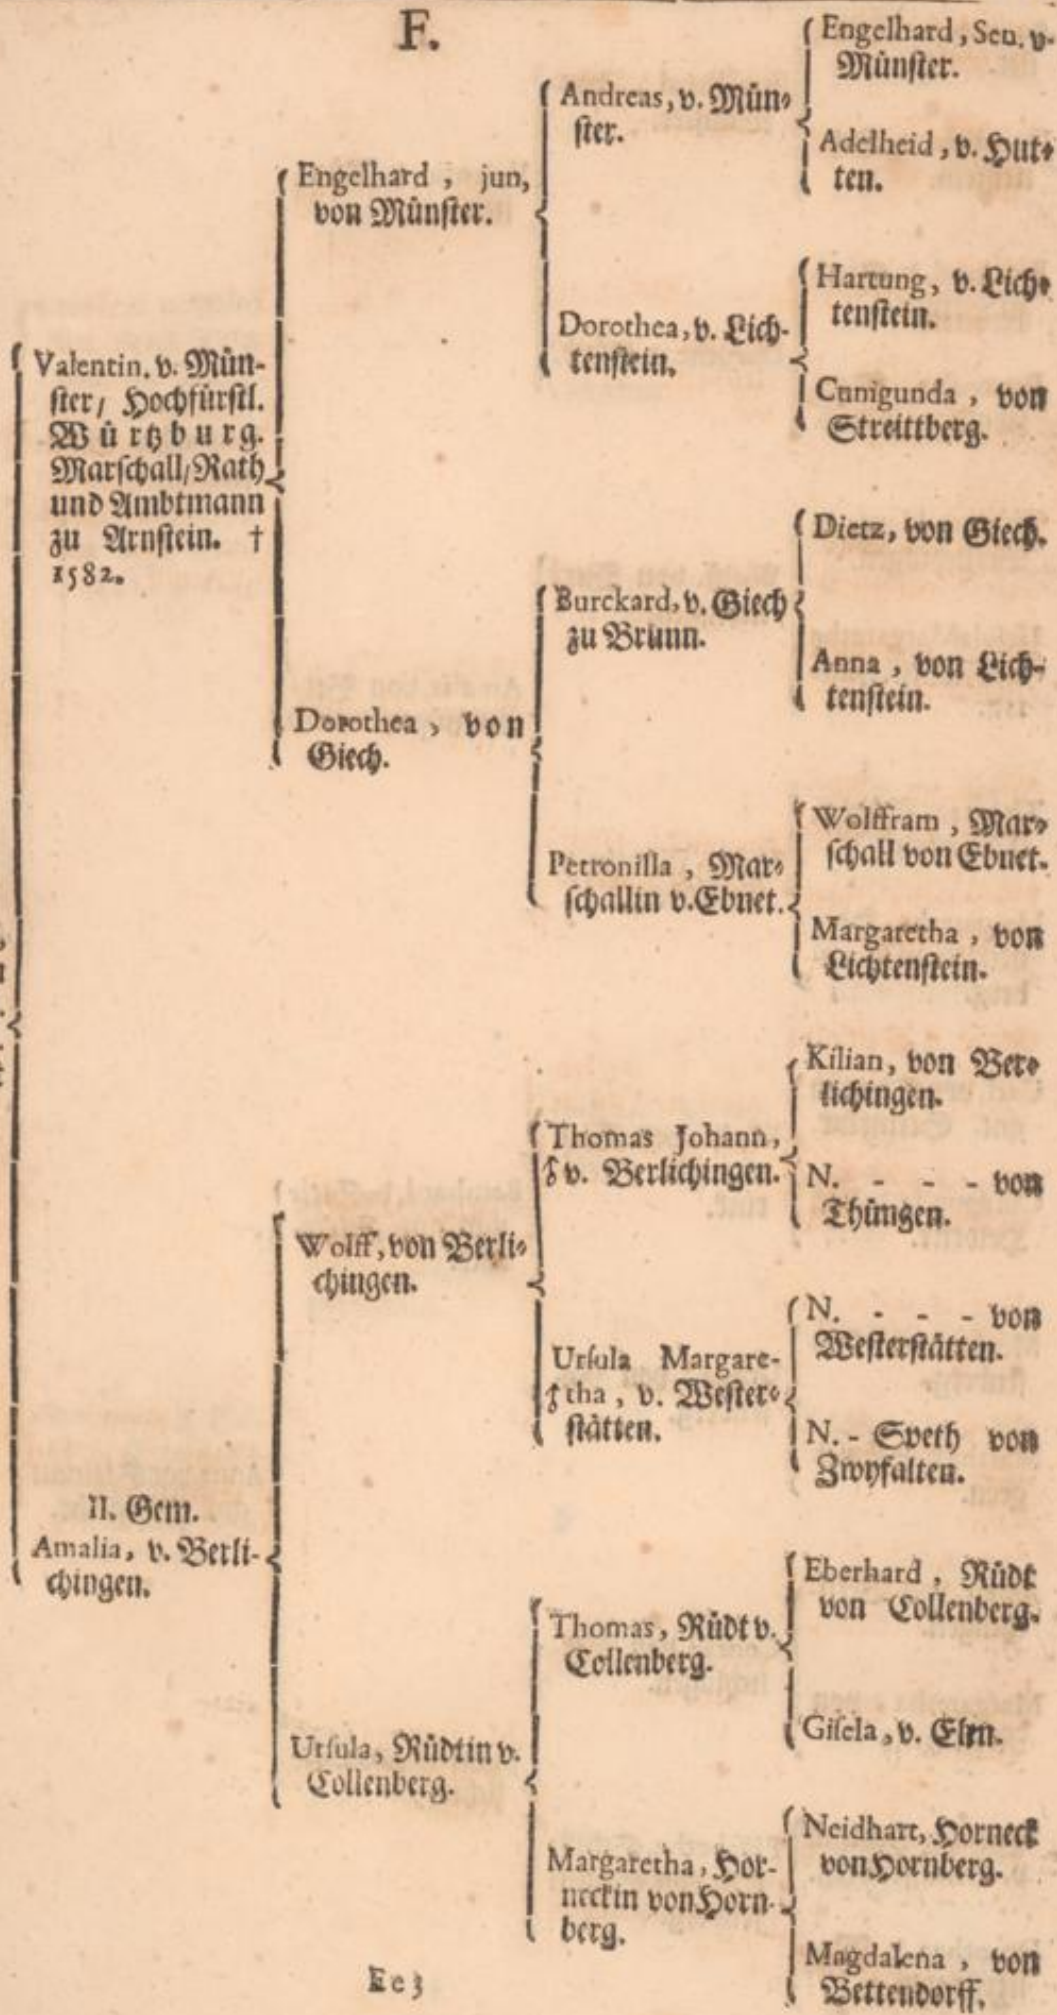 F.
Valentin. v. Mün-
ster/ Hochfürstl.
Würtzburg.
Marschall/Rath
und Ambtmann
zu Arnstein. †
1582.
II. Gem.
Amalia, v. Berli-
chingen.
Engelhard, jun,
von Münster.
Dorothea, von
Giech.
Wolff, von Berli-
chingen.
Ursula, Rüdtin v.
Collenberg.
Andreas, v. Mün-
ster.
Dorothea, v. Lich-
tenstein.
Burckard, v. Giech
zu Brunn.
Petronilla, Mar-
schallin v. Ebnet.
Thomas Johann,
v. Berlichingen.
Ursula Margare-
tha, v. Wester-
stätten.
Thomas, Rüdt v.
Collenberg.
Margaretha, Hor-
neckin von Horn-
berg.
Engelhard, Sen. v.
Münster.
Adelheid, v. Hut-
ten.
Hartung, v. Lich-
tenstein.
Cunigunda, von
Streittberg.
Dietz, von Giech.
Anna, von Lich-
tenstein.
Wolffram, Mar-
schall von Ebnet.
Margaretha, von
Lichtenstein.
Kilian, von Ber-
lichingen.
N. - - - von
Thüngen.
N. - - - von
Westerstätten.
N. - Speth von
Zwyfalten.
Eberhard, Rüdt
von Collenberg.
Gisela, v. Elm.
Neidhart, Horneck
von Hornberg.
Magdalena, von
Bettendorff.
Ee 3